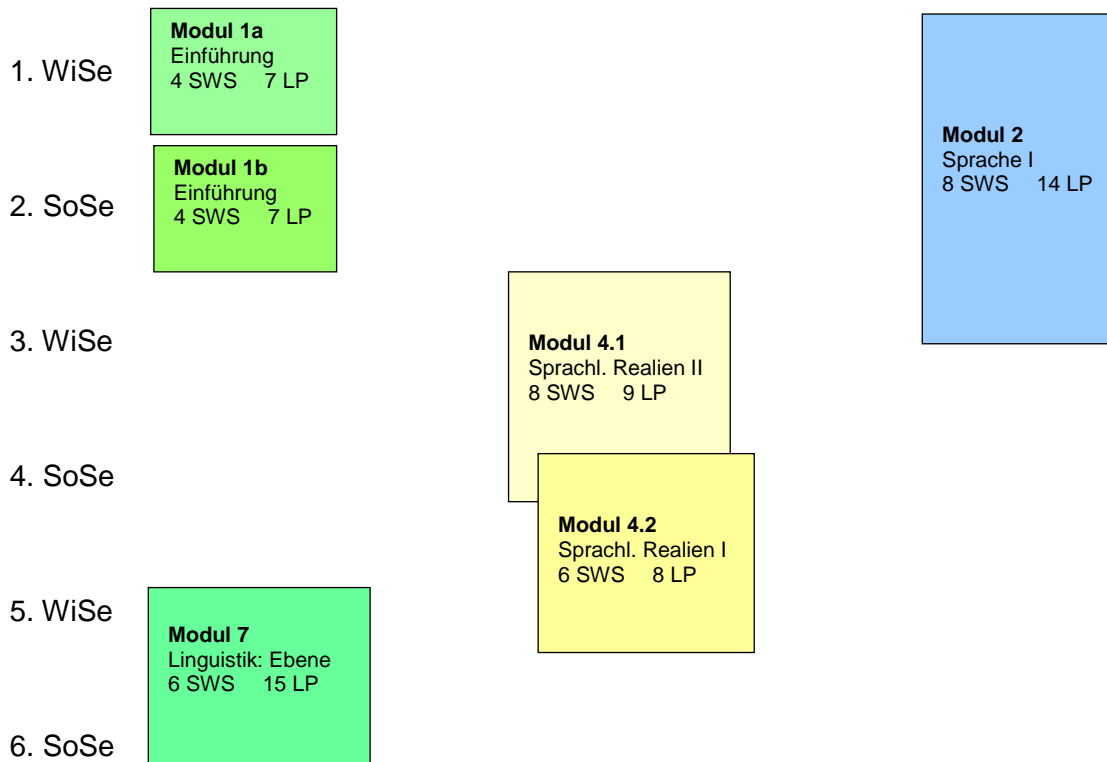 1. WiSe
Modul 1a
Einführung
4 SWS 7 LP
Modul 2
Sprache I
8 SWS 14 LP
2. SoSe
Modul 1b
Einführung
4 SWS 7 LP
3. WiSe
Modul 4.1
Sprachl. Realien II
8 SWS 9 LP
4. SoSe
Modul 4.2
Sprachl. Realien I
6 SWS 8 LP
5. WiSe
Modul 7
Linguistik: Ebene
6 SWS 15 LP
6. SoSe